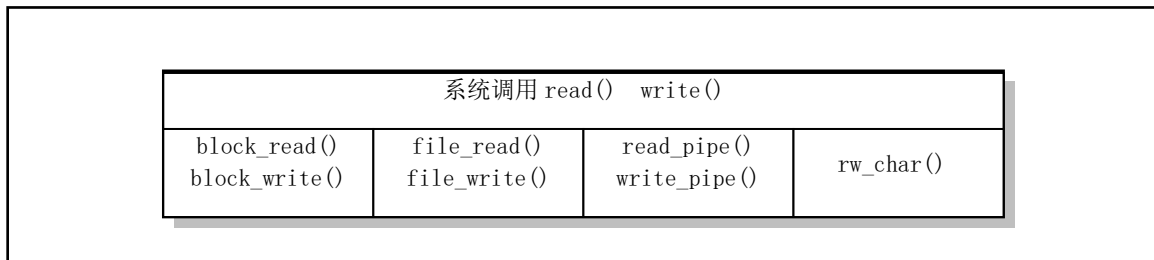 系统调用 read()  write()
block_read()
block_write()
file_read()
file_write()
read_pipe()
write_pipe()
rw_char()